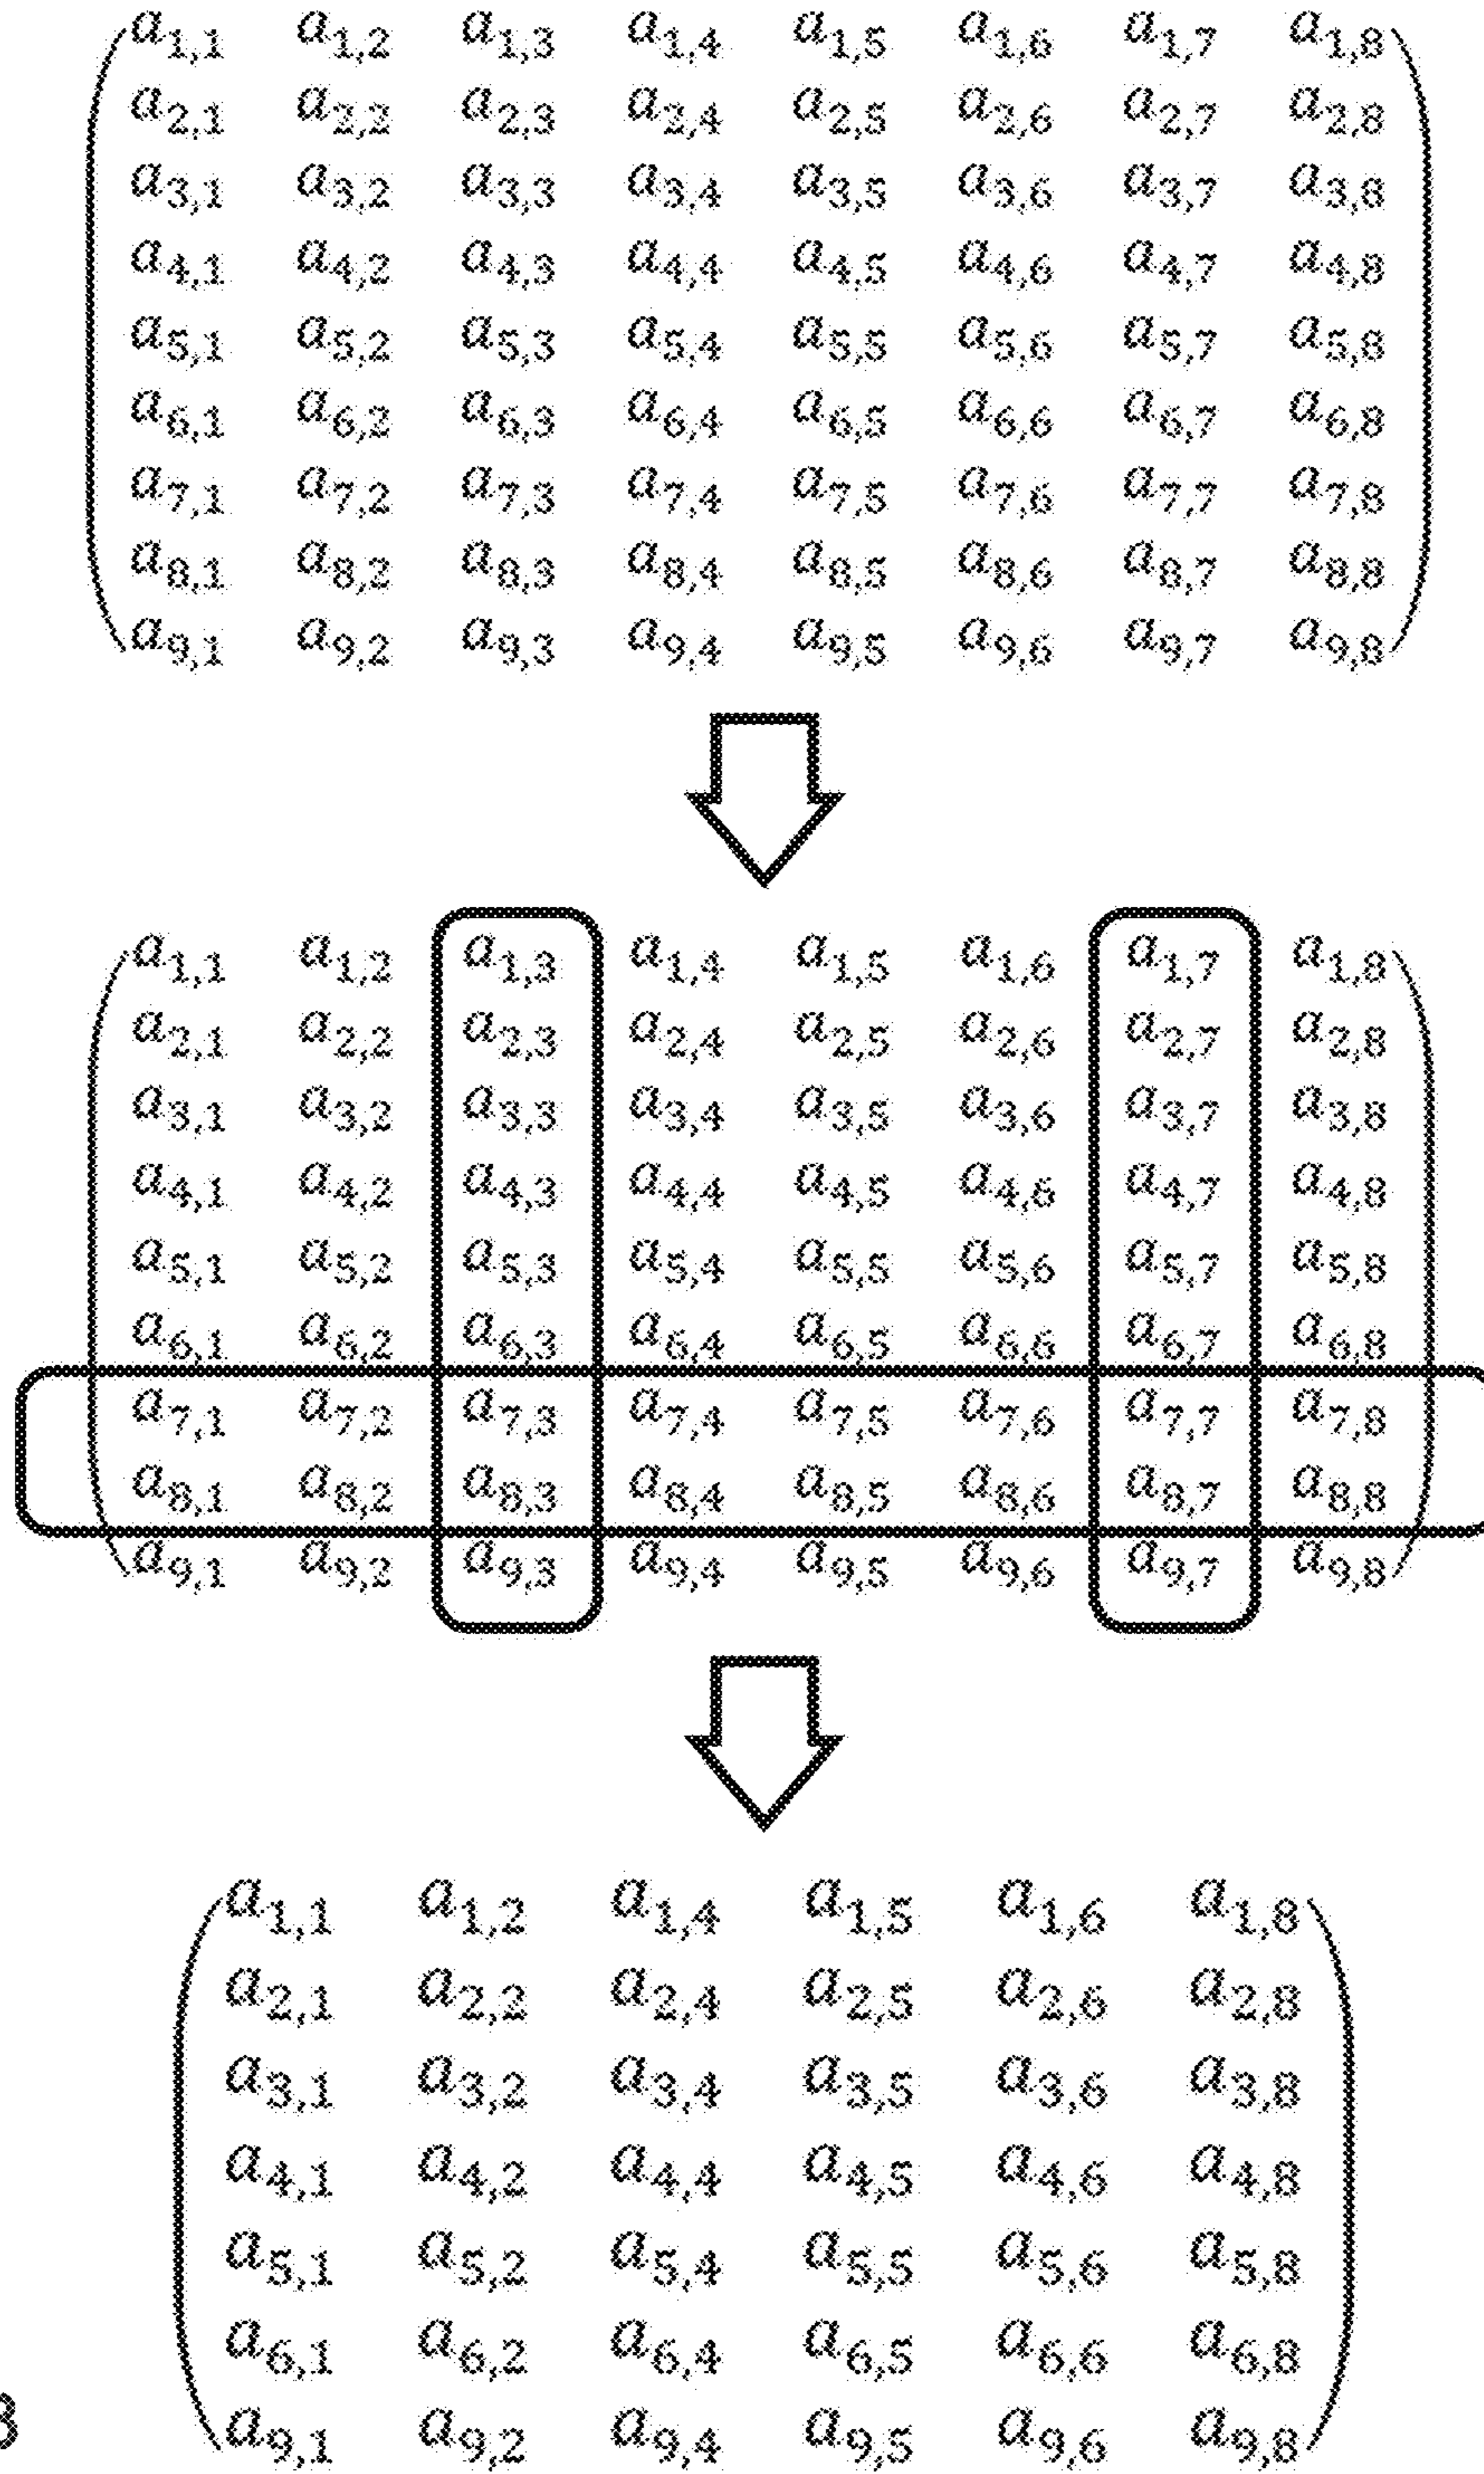 a1,1 a1,2 a1,3 a1,4 a1,5 a1,6 a1,7 a1,8
a2,1 a2,2 a2,3 a2,4 a2,5 a2,6 a2,7 a2,8
a3,1 a3,2 a3,3 a3,4 a3,5 a3,6 a3,7 a3,8
a4,1 a4,2 a4,3 a4,4 a4,5 a4,6 a4,7 a4,8
a5,1 a5,2 a5,3 a5,4 a5,5 a5,6 a5,7 a5,8
a6,1 a6,2 a6,3 a6,4 a6,5 a6,6 a6,7 a6,8
a7,1 a7,2 a7,3 a7,4 a7,5 a7,6 a7,7 a7,8
a8,1 a8,2 a8,3 a8,4 a8,5 a8,6 a8,7 a8,8
a9,1 a9,2 a9,3 a9,4 a9,5 a9,6 a9,7 a9,8
a1,1 a1,2 a1,3 a1,4 a1,5 a1,6 a1,7 a1,8
a2,1 a2,2 a2,3 a2,4 a2,5 a2,6 a2,7 a2,8
a3,1 a3,2 a3,3 a3,4 a3,5 a3,6 a3,7 a3,8
a4,1 a4,2 a4,3 a4,4 a4,5 a4,6 a4,7 a4,8
a5,1 a5,2 a5,3 a5,4 a5,5 a5,6 a5,7 a5,8
a6,1 a6,2 a6,3 a6,4 a6,5 a6,6 a6,7 a6,8
a7,1 a7,2 a7,3 a7,4 a7,5 a7,6 a7,7 a7,8
a8,1 a8,2 a8,3 a8,4 a8,5 a8,6 a8,7 a8,8
a9,1 a9,2 a9,3 a9,4 a9,5 a9,6 a9,7 a9,8
a1,1 a1,2 a1,4 a1,5 a1,6 a1,8
a2,1 a2,2 a2,4 a2,5 a2,6 a2,8
a3,1 a3,2 a3,4 a3,5 a3,6 a3,8
a4,1 a4,2 a4,4 a4,5 a4,6 a4,8
a5,1 a5,2 a5,4 a5,5 a5,6 a5,8
a6,1 a6,2 a6,4 a6,5 a6,6 a6,8
a9,1 a9,2 a9,4 a9,5 a9,6 a9,8